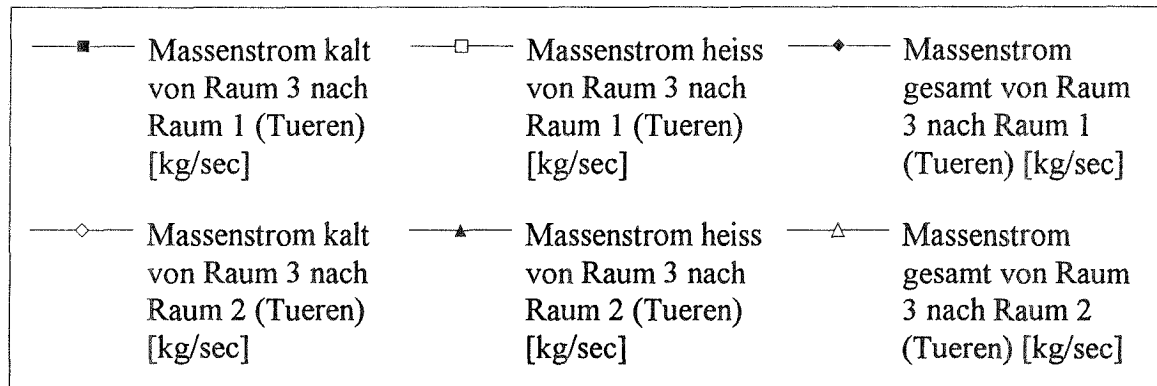 Massenstrom kalt
von Raum 3 nach
Raum 1 (Tueren)
[kg/sec]
Massenstrom heiss
von Raum 3 nach
Raum 1 (Tueren)
[kg/sec]
Massenstrom
gesamt von Raum
3 nach Raum 1
(Tueren) [kg/sec]
Massenstrom kalt
von Raum 3 nach
Raum 2 (Tueren)
[kg/sec]
Massenstrom heiss
von Raum 3 nach
Raum 2 (Tueren)
[kg/sec]
Massenstrom
gesamt von Raum
3 nach Raum 2
(Tueren) [kg/sec]